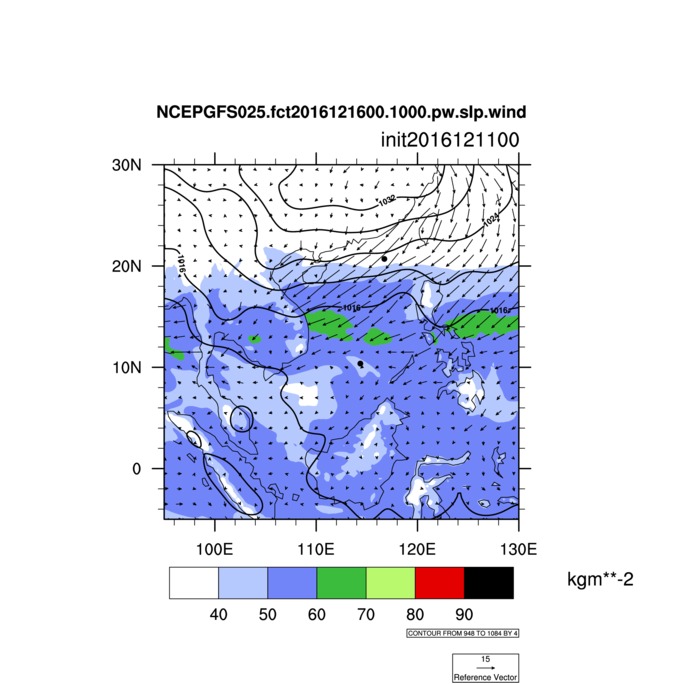 NCEPGFS025.fct2016121600.1000.pw.slp.wind
init2016121100
30N
1032
1024
20N
1016
1016
1016
10N
0
100E 110E 120E 130E
kgm**-2
40 50 60 70 80 90
CONTOUR FROM 948 TO 1084 BY 4
15
Reference Vector